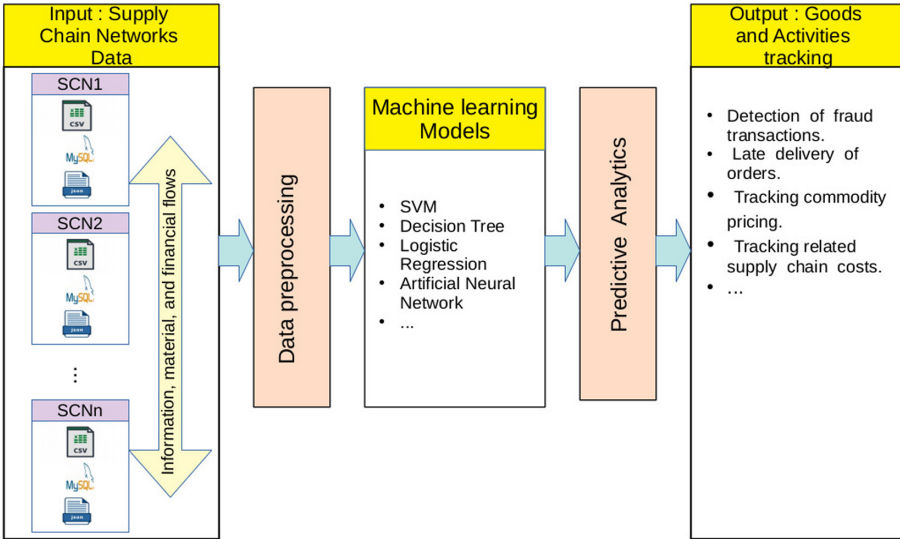 Input : Supply
Chain Networks
Data
SCN1
CSV
MySQL
json
SCN2
CSV
MySQL
json
...
SCNn
CSV
MySQL
json
Information, material, and financial flows
Data preprocessing
Machine learning
Models
• SVM
• Decision Tree
• Logistic
Regression
• Artificial Neural
Network
• ...
Predictive Analytics
Output : Goods
and Activities
tracking
• Detection of fraud
transactions.
• Late delivery of
orders.
• Tracking commodity
pricing.
• Tracking related
supply chain costs.
• ...